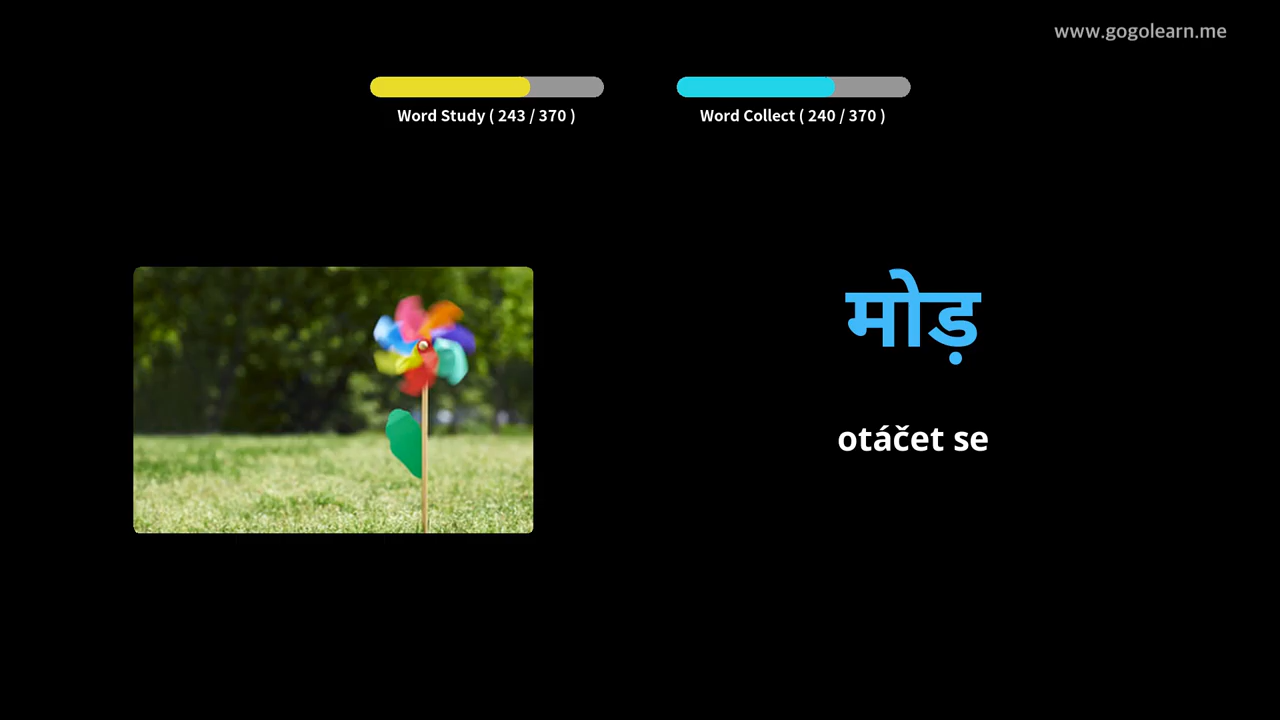 www.gogolearn.me
Word Study ( 243 / 370 )
Word Collect ( 240 / 370 )
मोड़
otáčet se